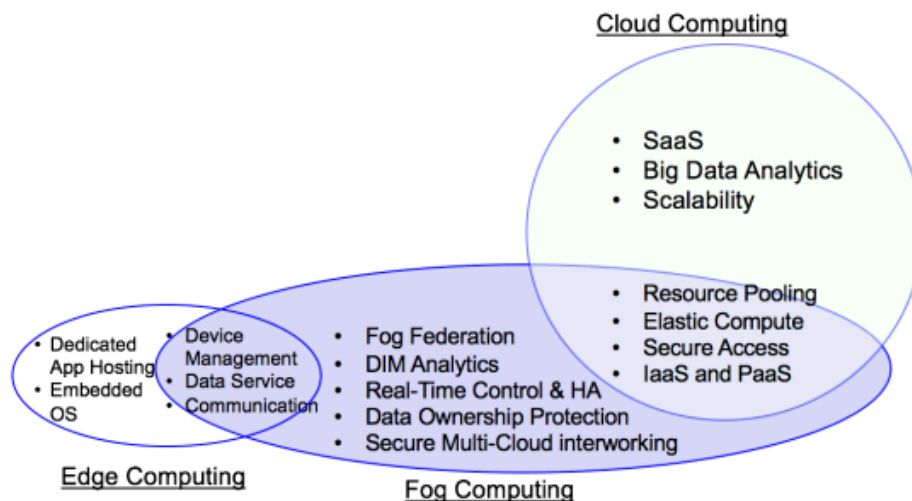 Cloud Computing
• SaaS
• Big Data Analytics
• Scalability
• Resource Pooling
• Elastic Compute
• Secure Access
• IaaS and PaaS
• Fog Federation
• DIM Analytics
• Real-Time Control & HA
• Data Ownership Protection
• Secure Multi-Cloud interworking
• Device
Management
• Data Service
• Communication
• Dedicated
App Hosting
• Embedded
OS
Edge Computing
Fog Computing